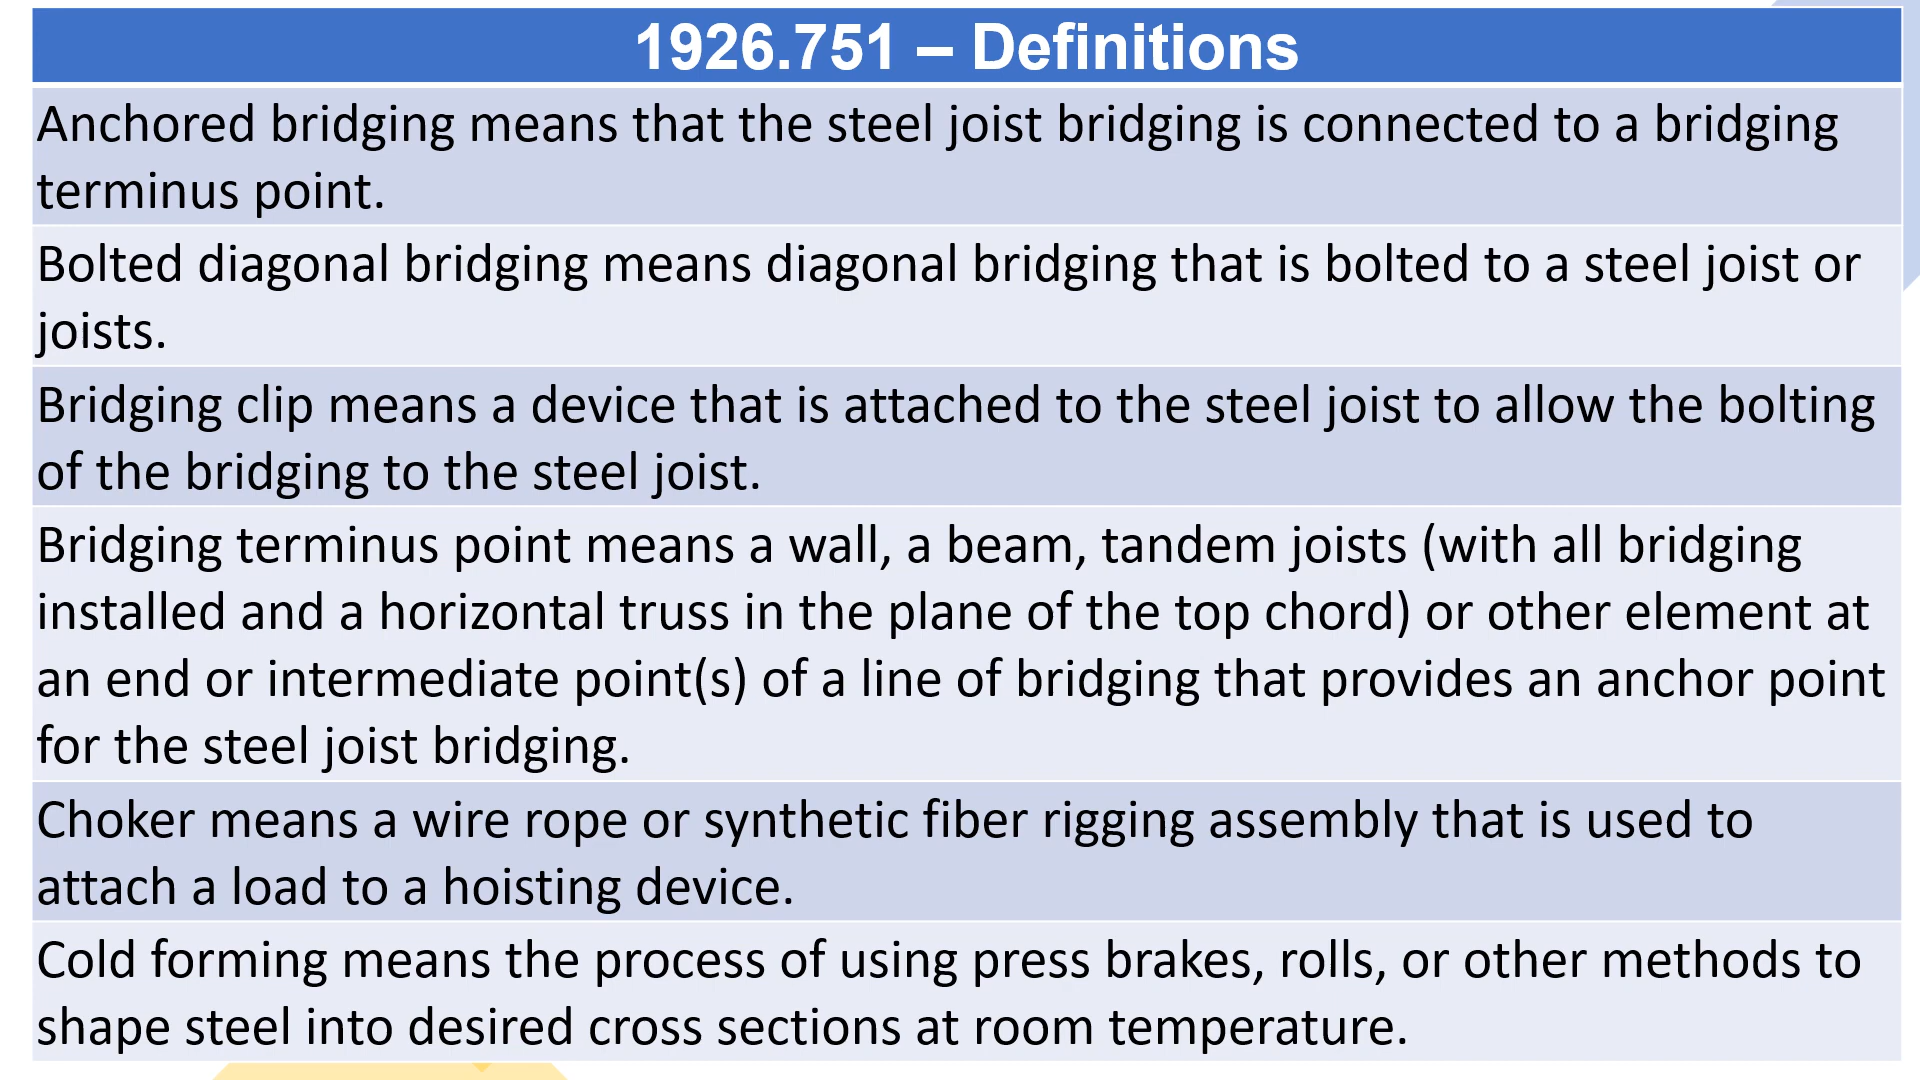 1926.751 – Definitions
Anchored bridging means that the steel joist bridging is connected to a bridging
terminus point.
Bolted diagonal bridging means diagonal bridging that is bolted to a steel joist or
joists.
Bridging clip means a device that is attached to the steel joist to allow the bolting
of the bridging to the steel joist.
Bridging terminus point means a wall, a beam, tandem joists (with all bridging
installed and a horizontal truss in the plane of the top chord) or other element at
an end or intermediate point(s) of a line of bridging that provides an anchor point
for the steel joist bridging.
Choker means a wire rope or synthetic fiber rigging assembly that is used to
attach a load to a hoisting device.
Cold forming means the process of using press brakes, rolls, or other methods to
shape steel into desired cross sections at room temperature.